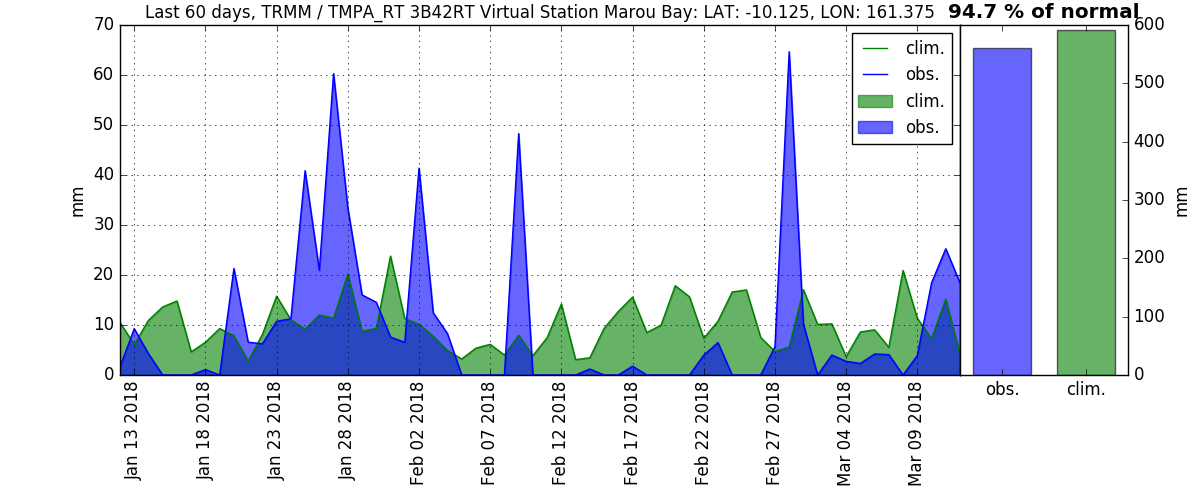 Last 60 days, TRMM / TMPA_RT 3B42RT Virtual Station Marou Bay: LAT: -10.125, LON: 161.375
94.7 % of normal
70
60
50
40
30
20
10
0
mm
clim.
obs.
clim.
obs.
Jan 13 2018
Jan 18 2018
Jan 23 2018
Jan 28 2018
Feb 02 2018
Feb 07 2018
Feb 12 2018
Feb 17 2018
Feb 22 2018
Feb 27 2018
Mar 04 2018
Mar 09 2018
600
500
400
300
200
100
0
mm
obs.
clim.